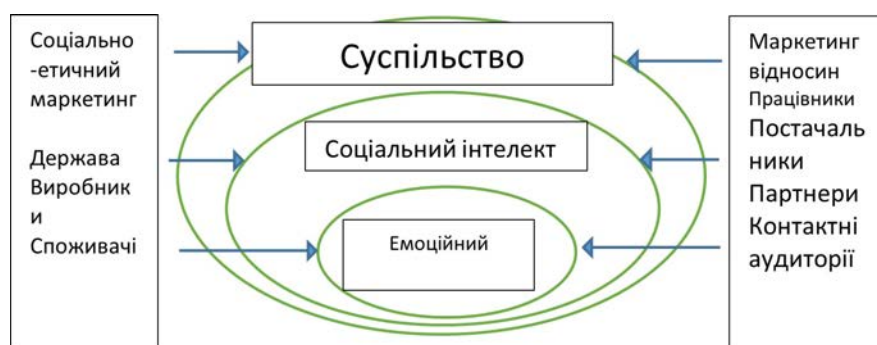 Соціально
-етичний
маркетинг
Держава
Виробник
и
Споживачі
Суспільство
Соціальний інтелект
Емоційний
Маркетинг
відносин
Працівники
Постачаль
ники
Партнери
Контактні
аудиторії